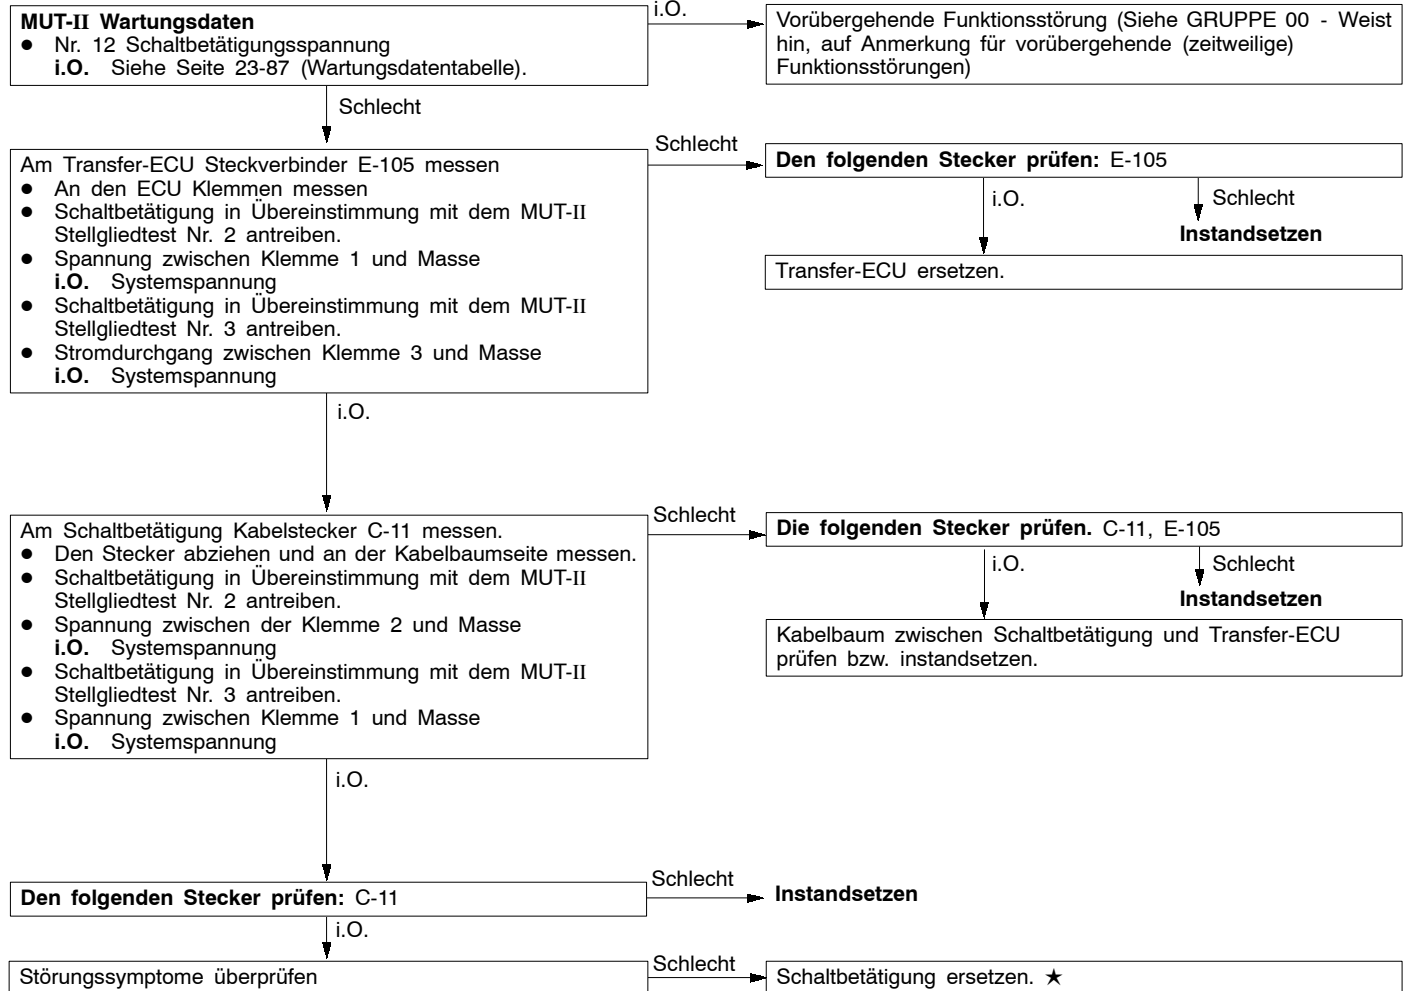 MUT-II Wartungsdaten
● Nr. 12 Schaltbetätigungsspannung
i.O. Siehe Seite 23-87 (Wartungsdatentabelle).
i.O.
Vorübergehende Funktionsstörung (Siehe GRUPPE 00 - Weist
hin, auf Anmerkung für vorübergehende (zeitweilige)
Funktionsstörungen)
Schlecht
Am Transfer-ECU Steckverbinder E-105 messen
● An den ECU Klemmen messen
● Schaltbetätigung in Übereinstimmung mit dem MUT-II
Stellgliedtest Nr. 2 antreiben.
● Spannung zwischen Klemme 1 und Masse
i.O. Systemspannung
● Schaltbetätigung in Übereinstimmung mit dem MUT-II
Stellgliedtest Nr. 3 antreiben.
● Stromdurchgang zwischen Klemme 3 und Masse
i.O. Systemspannung
Schlecht
Den folgenden Stecker prüfen: E-105
i.O.
Schlecht
Instandsetzen
Transfer-ECU ersetzen.
i.O.
Am Schaltbetätigung Kabelstecker C-11 messen.
● Den Stecker abziehen und an der Kabelbaumseite messen.
● Schaltbetätigung in Übereinstimmung mit dem MUT-II
Stellgliedtest Nr. 2 antreiben.
● Spannung zwischen der Klemme 2 und Masse
i.O. Systemspannung
● Schaltbetätigung in Übereinstimmung mit dem MUT-II
Stellgliedtest Nr. 3 antreiben.
● Spannung zwischen Klemme 1 und Masse
i.O. Systemspannung
Schlecht
Die folgenden Stecker prüfen. C-11, E-105
i.O.
Schlecht
Instandsetzen
Kabelbaum zwischen Schaltbetätigung und Transfer-ECU
prüfen bzw. instandsetzen.
i.O.
Den folgenden Stecker prüfen: C-11
Schlecht
Instandsetzen
i.O.
Störungssymptome überprüfen
Schlecht
Schaltbetätigung ersetzen. ★